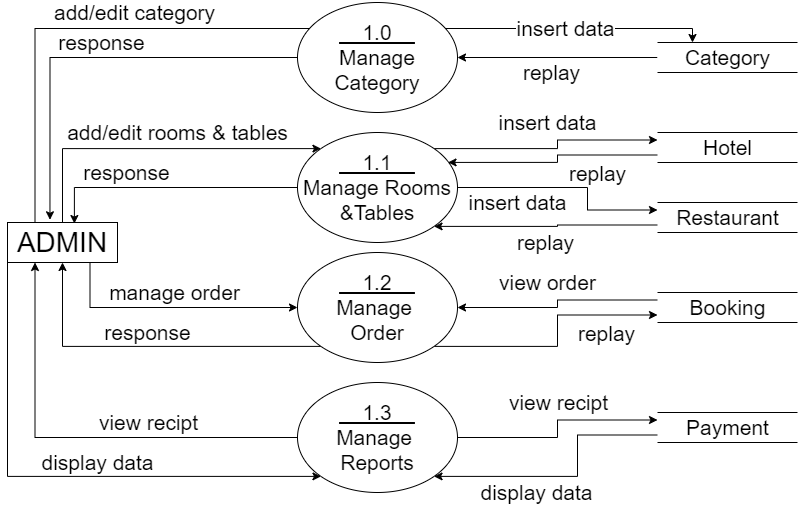 add/edit category
response
1.0
Manage
Category
insert data
replay
Category
add/edit rooms & tables
response
1.1
Manage Rooms
&Tables
insert data
replay
Hotel
insert data
replay
Restaurant
ADMIN
manage order
response
1.2
Manage
Order
view order
replay
Booking
view recipt
display data
1.3
Manage
Reports
view recipt
display data
Payment